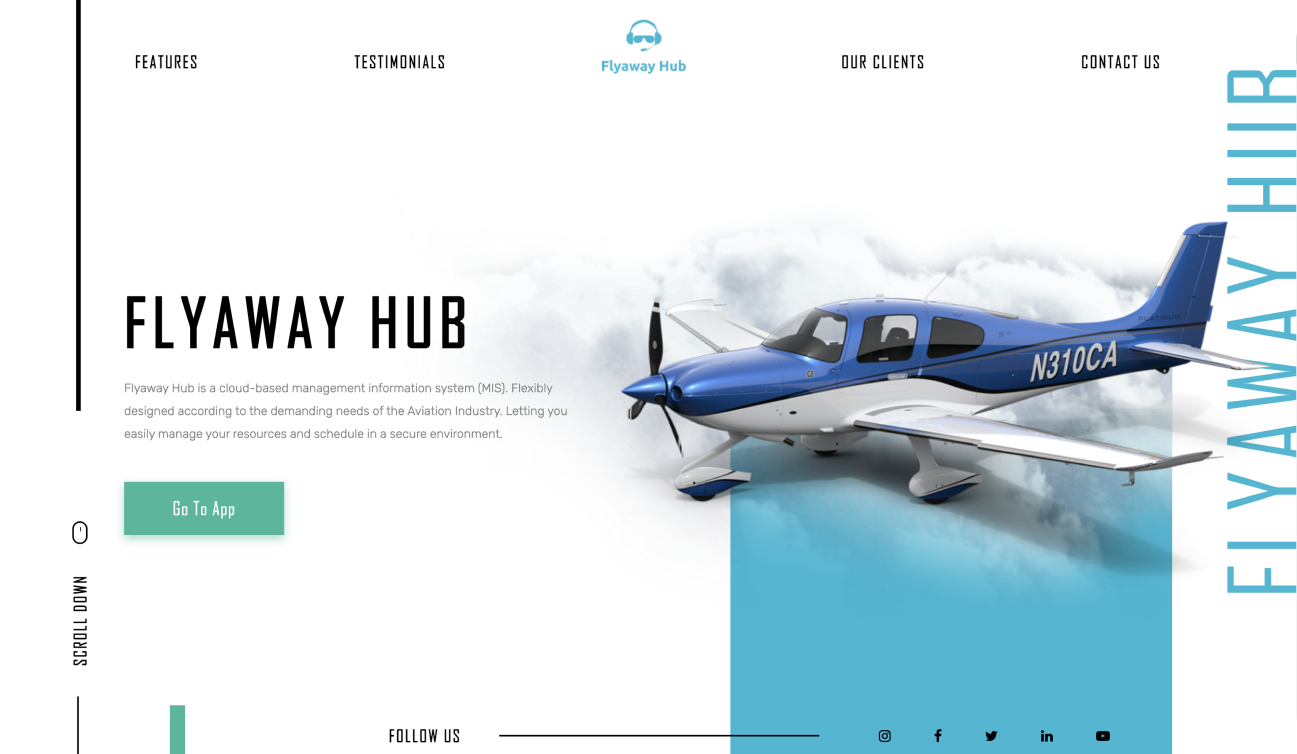 FEATURES
TESTIMONIALS
Flyaway Hub
OUR CLIENTS
CONTACT US
FLYAWAY HUB
FLYAWAY HUB
Flyaway Hub is a cloud-based management information system (MIS). Flexibly
designed according to the demanding needs of the Aviation Industry. Letting you
easily manage your resources and schedule in a secure environment.
Go To App
N310CA
PLATINUM
SCROLL DOWN
FOLLOW US